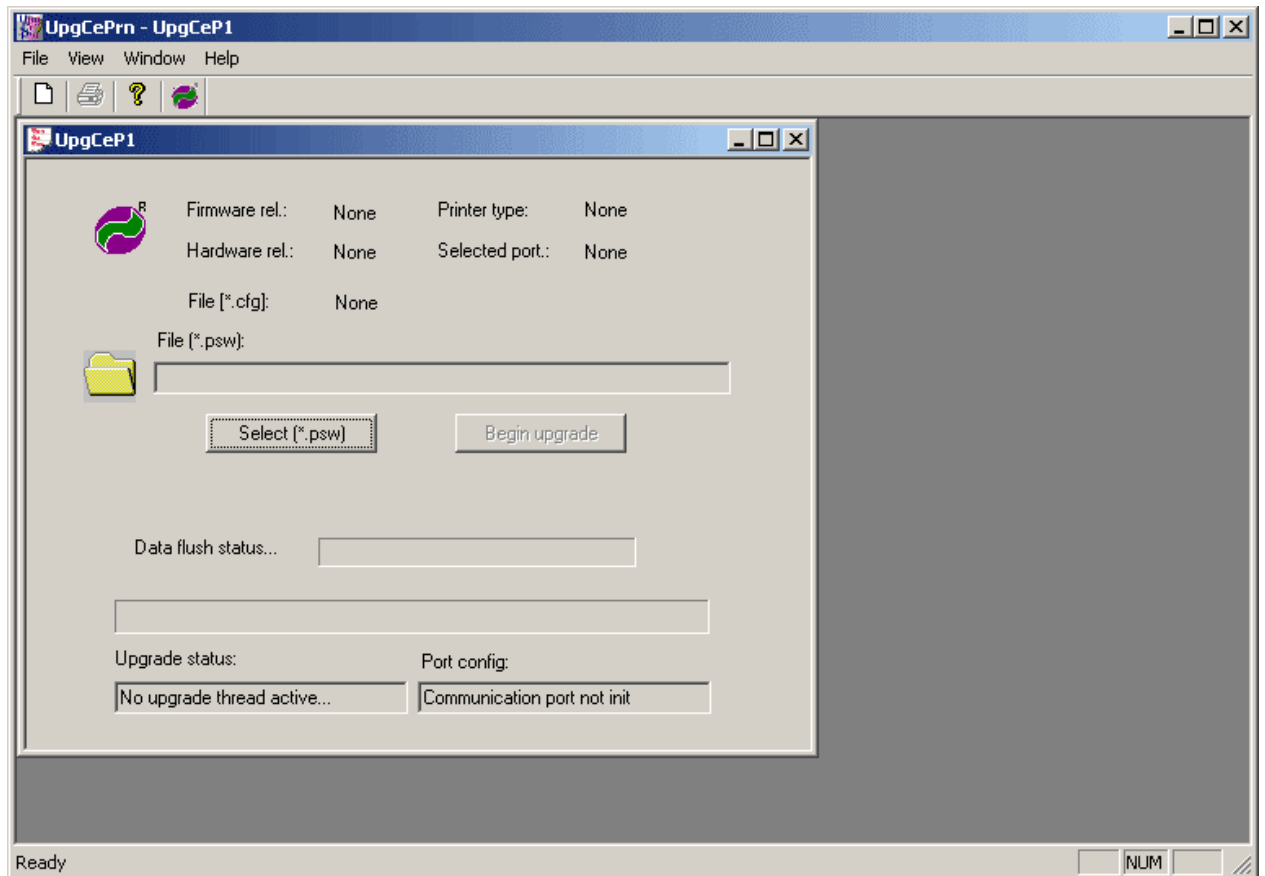 UpgCePrn - UpgCeP1
File View Window Help
UpgCeP1
R
Firmware rel.: None Printer type: None
Hardware rel.: None Selected port.: None
File [*.cfg]: None
File (*.psw):
Select (*.psw) Begin upgrade
Data flush status...
Upgrade status: Port config:
No upgrade thread active... Communication port not init
Ready NUM